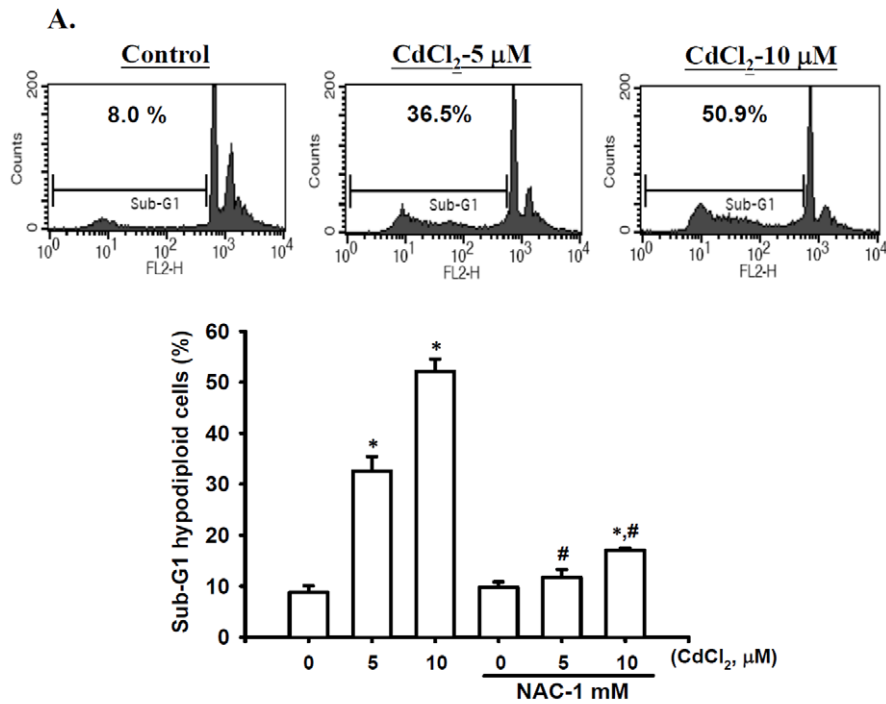 A.
Control CdCl2-5 μM CdCl2-10 μM
200 200 200
8.0 % 36.5% 50.9%
Counts Counts Counts
Sub-G1 Sub-G1 Sub-G1
0 0 0
10^0 10^1 10^2 10^3 10^4 10^0 10^1 10^2 10^3 10^4 10^0 10^1 10^2 10^3 10^4
FL2-H FL2-H FL2-H
Sub-G1 hypodiploid cells (%)
60
50
40
30
20
10
0
*
*
#
*,#
0 5 10 0 5 10 (CdCl2, μM)
NAC-1 mM